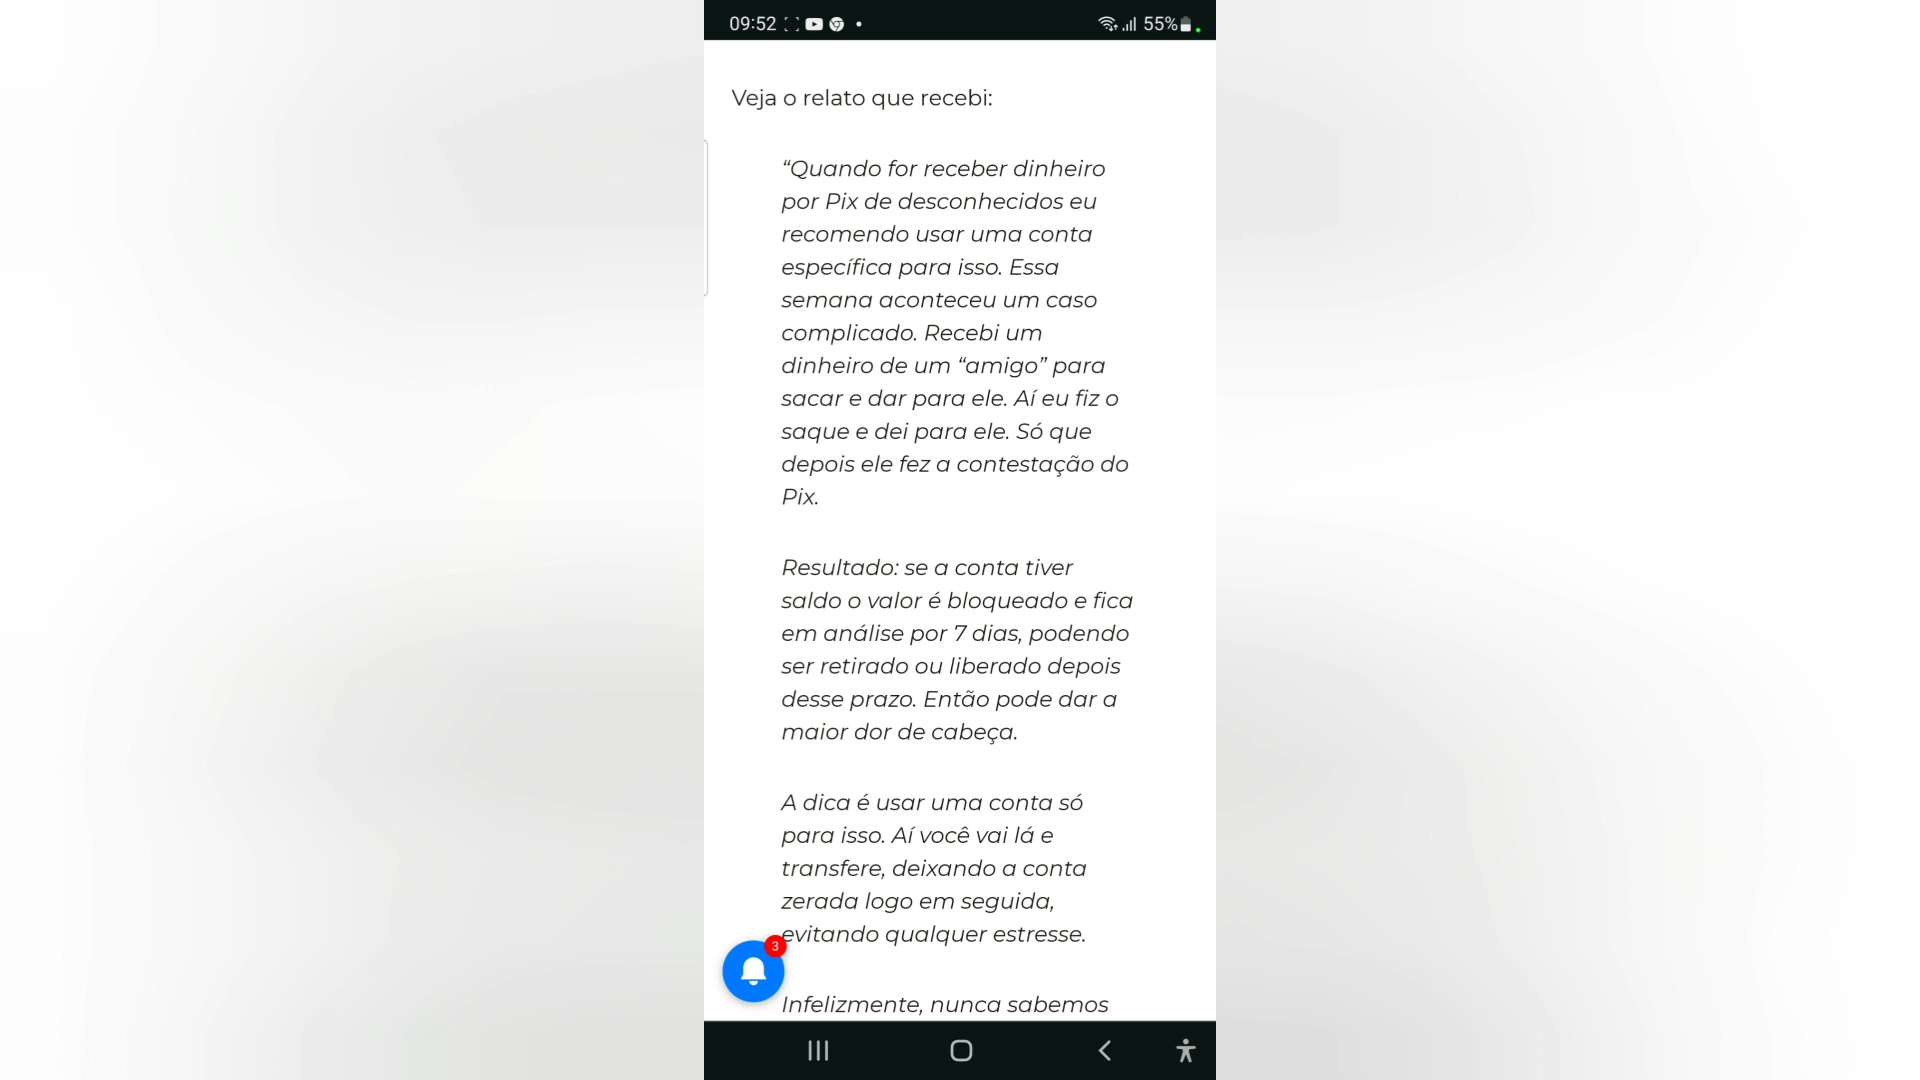 09:52
55%
Veja o relato que recebi:
“Quando for receber dinheiro
por Pix de desconhecidos eu
recomendo usar uma conta
específica para isso. Essa
semana aconteceu um caso
complicado. Recebi um
dinheiro de um “amigo” para
sacar e dar para ele. Aí eu fiz o
saque e dei para ele. Só que
depois ele fez a contestação do
Pix.
Resultado: se a conta tiver
saldo o valor é bloqueado e fica
em análise por 7 dias, podendo
ser retirado ou liberado depois
desse prazo. Então pode dar a
maior dor de cabeça.
A dica é usar uma conta só
para isso. Aí você vai lá e
transfere, deixando a conta
zerada logo em seguida,
evitando qualquer estresse.
3
Infelizmente, nunca sabemos